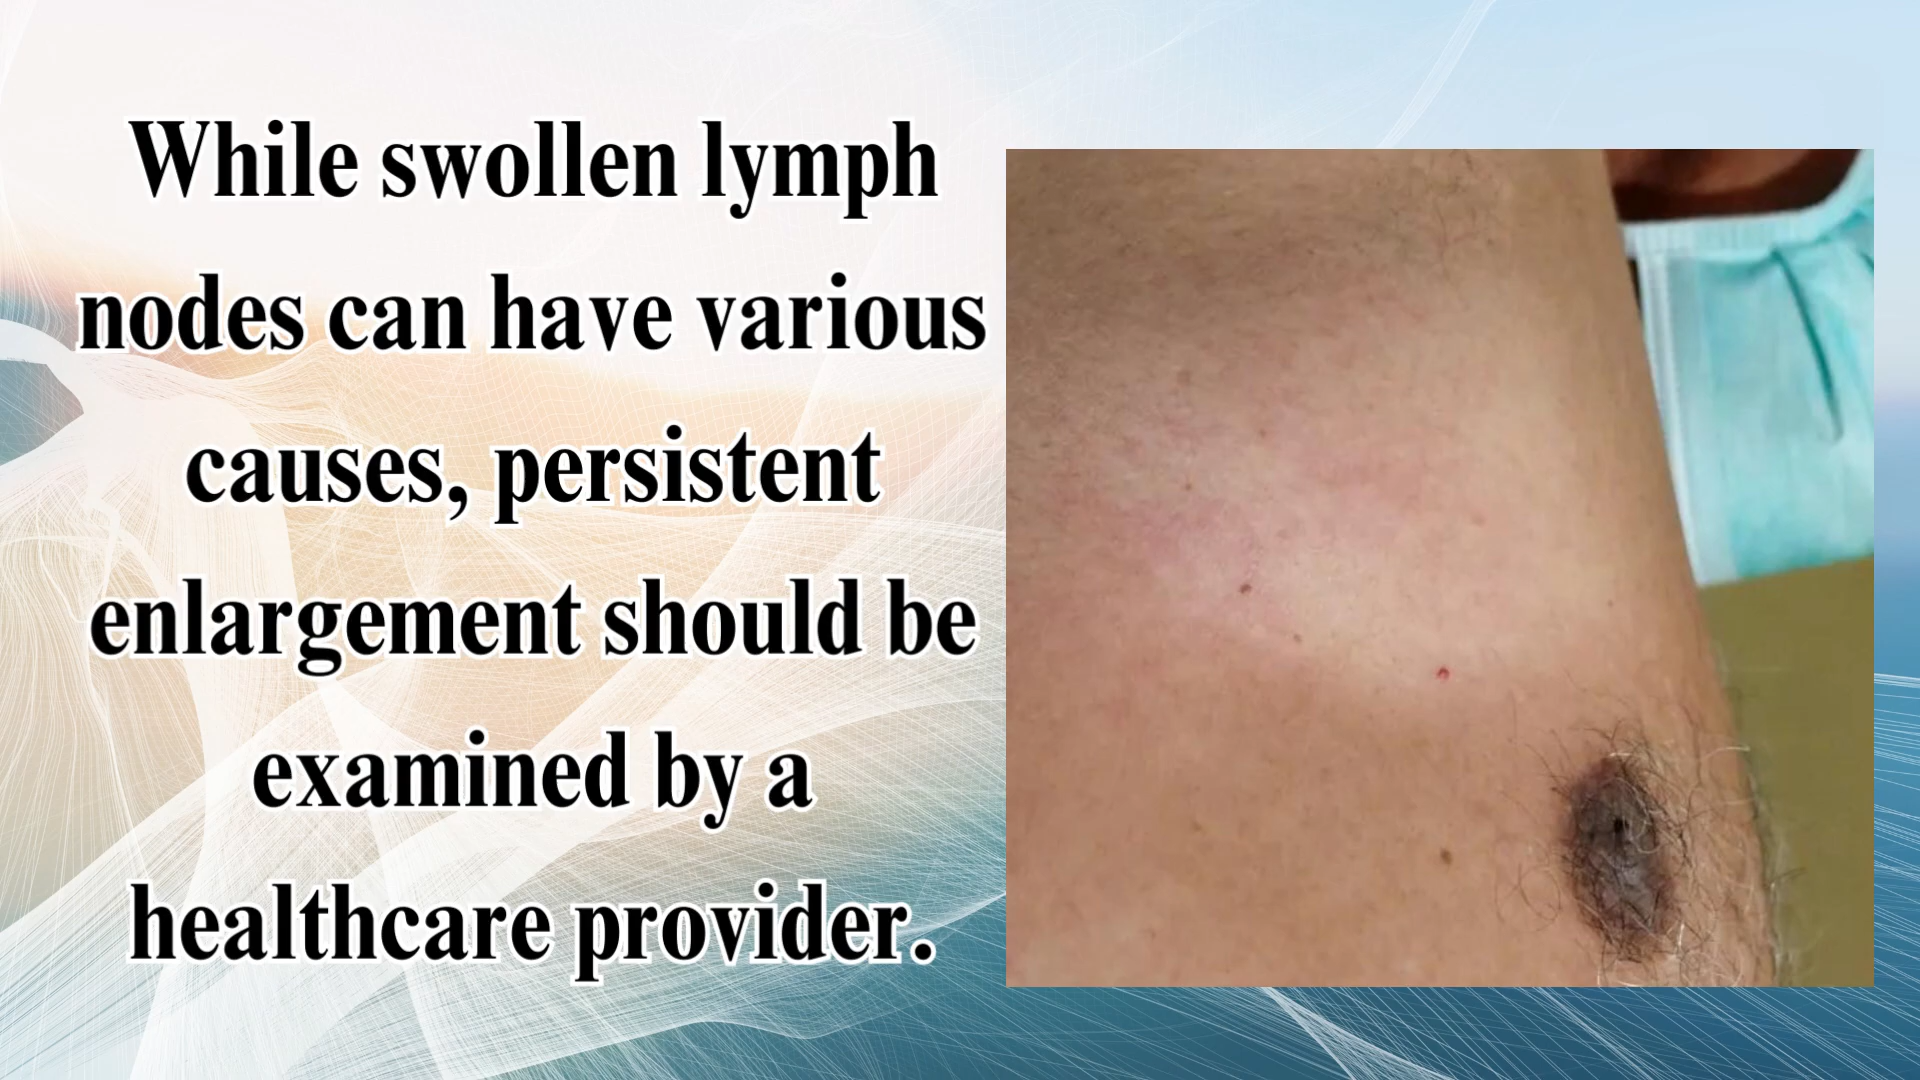 While swollen lymph
nodes can have various
causes, persistent
enlargement should be
examined by a
healthcare provider.